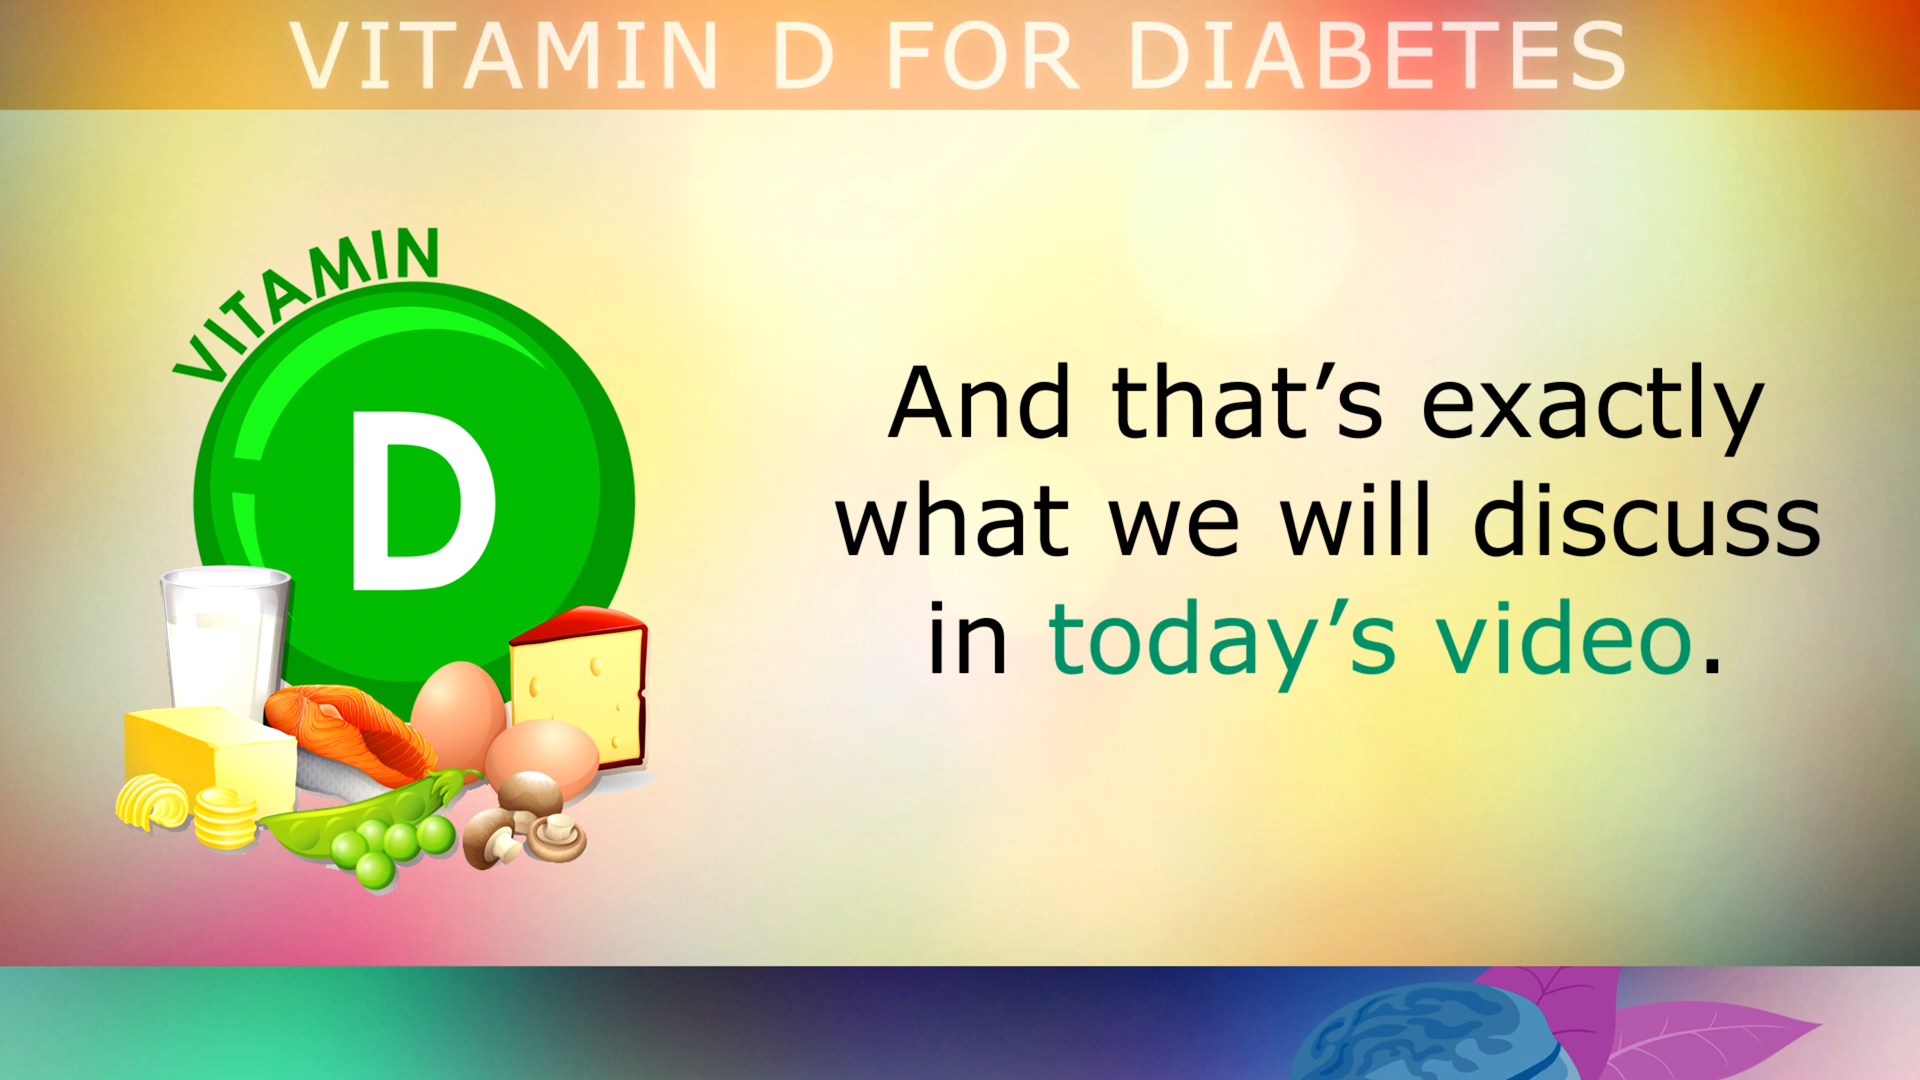 VITAMIN D FOR DIABETES
VITAMIN
D
And that’s exactly
what we will discuss
in today’s video.